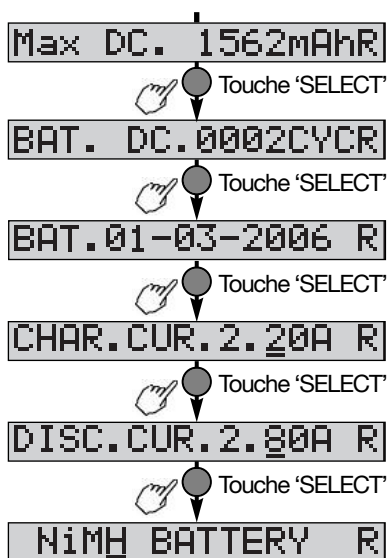 Max DC. 1562mAhR
Touche ‘SELECT’
BAT. DC.0002CYCR
Touche ‘SELECT’
BAT.01-03-2006 R
Touche ‘SELECT’
CHAR.CUR.2.20A R
Touche ‘SELECT’
DISC.CUR.2.80A R
Touche ‘SELECT’
NiMH BATTERY R